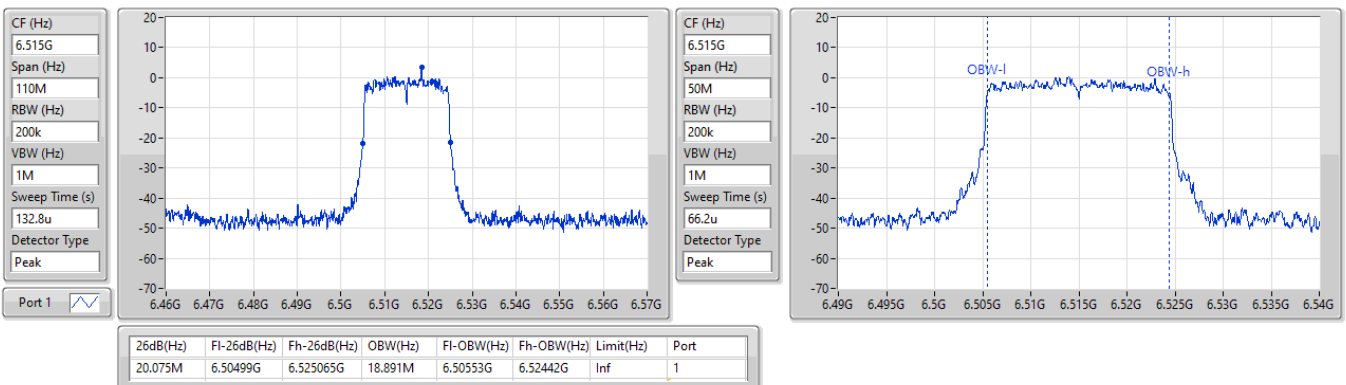 CF (Hz)
6.515G
Span (Hz)
110M
RBW (Hz)
200k
VBW (Hz)
1M
Sweep Time (s)
132.8u
Detector Type
Peak
Port 1
20
10
0
-10
-20
-30
-40
-50
-60
-70
6.46G 6.47G 6.48G 6.49G 6.5G 6.51G 6.52G 6.53G 6.54G 6.55G 6.56G 6.57G
CF (Hz)
6.515G
Span (Hz)
50M
RBW (Hz)
200k
VBW (Hz)
1M
Sweep Time (s)
66.2u
Detector Type
Peak
20
10
0
-10
-20
-30
-40
-50
-60
-70
OBW-l
OBW-h
6.49G 6.495G 6.5G 6.505G 6.51G 6.515G 6.52G 6.525G 6.53G 6.535G 6.54G
26dB(Hz) Fl-26dB(Hz) Fh-26dB(Hz) OBW(Hz) Fl-OBW(Hz) Fh-OBW(Hz) Limit(Hz) Port
20.075M 6.50499G 6.525065G 18.891M 6.50553G 6.52442G Inf 1